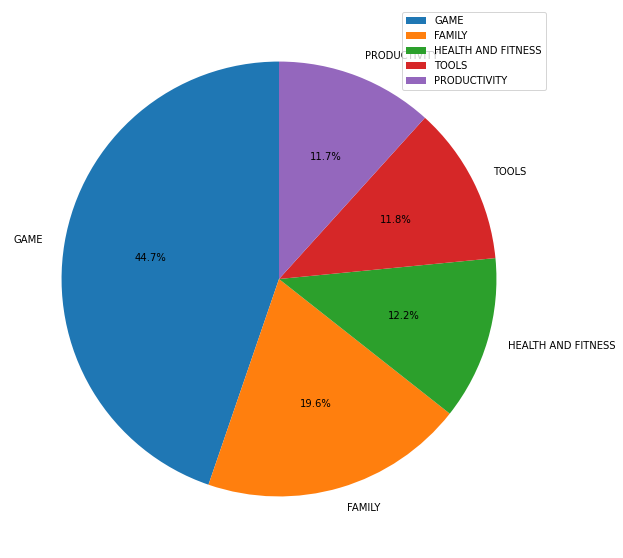 GAME
FAMILY
HEALTH AND FITNESS
TOOLS
PRODUCTIVITY
PRODUCTIVITY
11.7%
TOOLS
11.8%
GAME
44.7%
12.2%
HEALTH AND FITNESS
19.6%
FAMILY